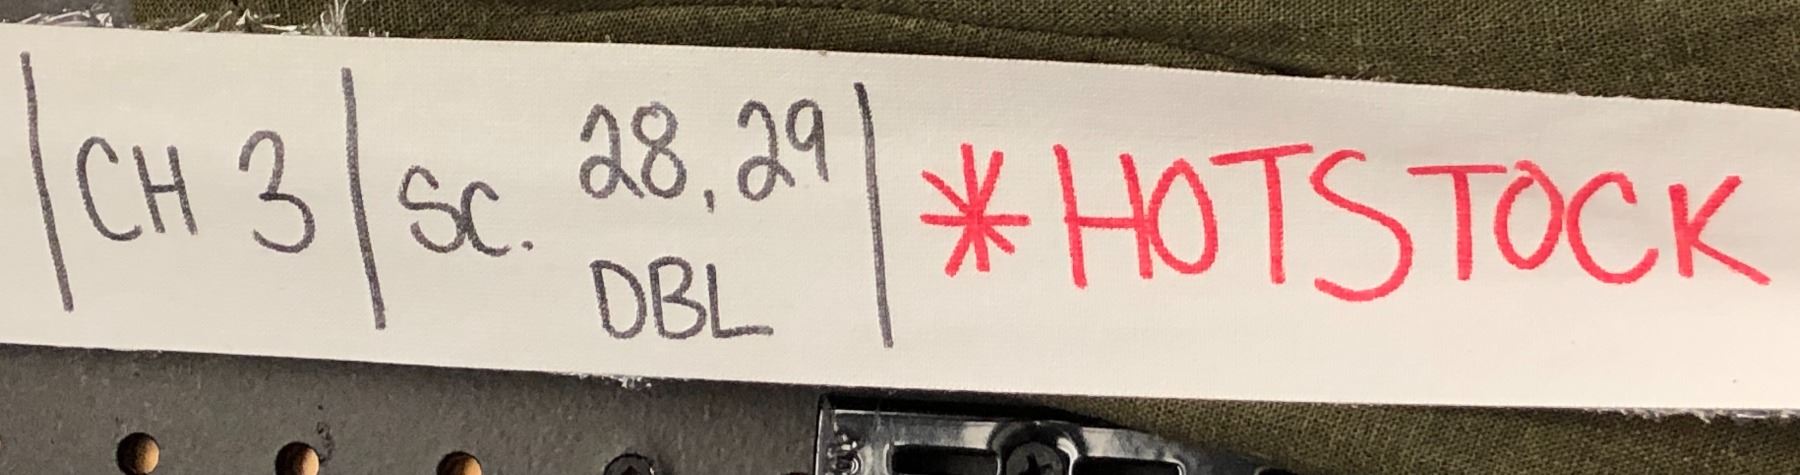 |CH 3| SC. 28, 29 | *HOTSTOCK
DBL